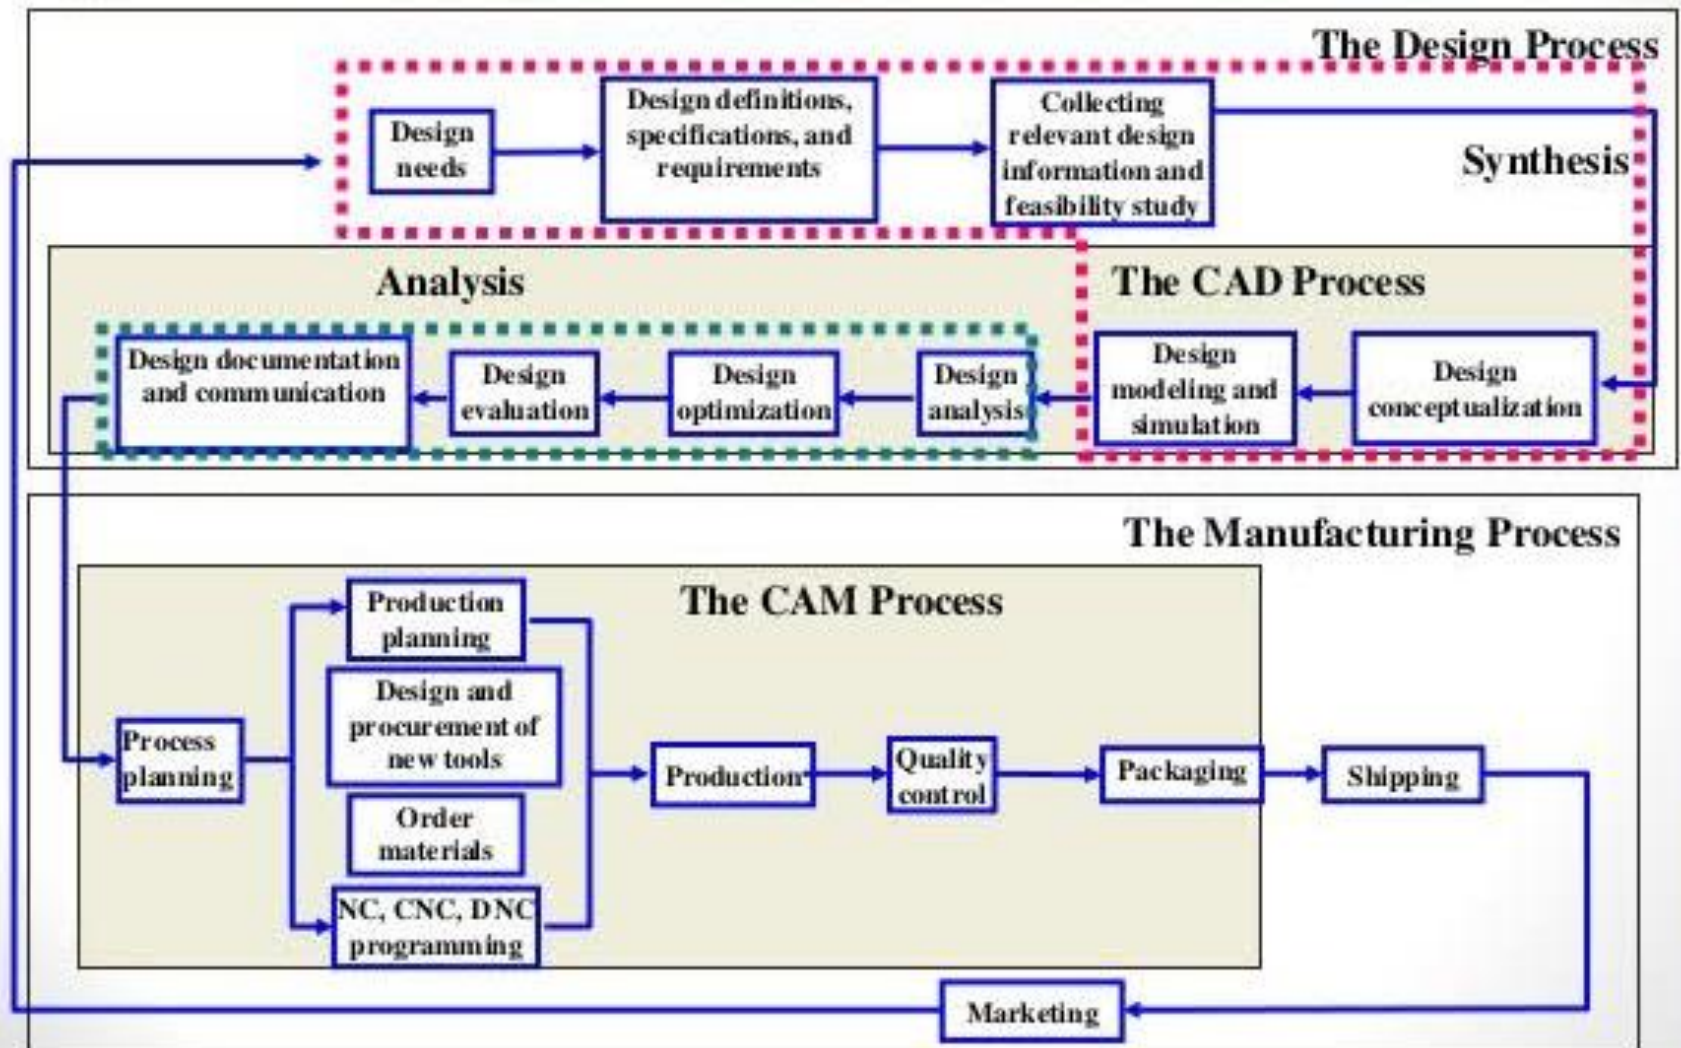 The Design Process
Design
needs
Design definitions,
specifications, and
requirements
Collecting
relevant design
information and
feasibility study
Synthesis
Analysis
The CAD Process
Design documentation
and communication
Design
evaluation
Design
optimization
Design
analysis
Design
modeling and
simulation
Design
conceptualization
The Manufacturing Process
The CAM Process
Process
planning
Production
planning
Design and
procurement of
new tools
Order
materials
NC, CNC, DNC
programming
Production
Quality
control
Packaging
Shipping
Marketing